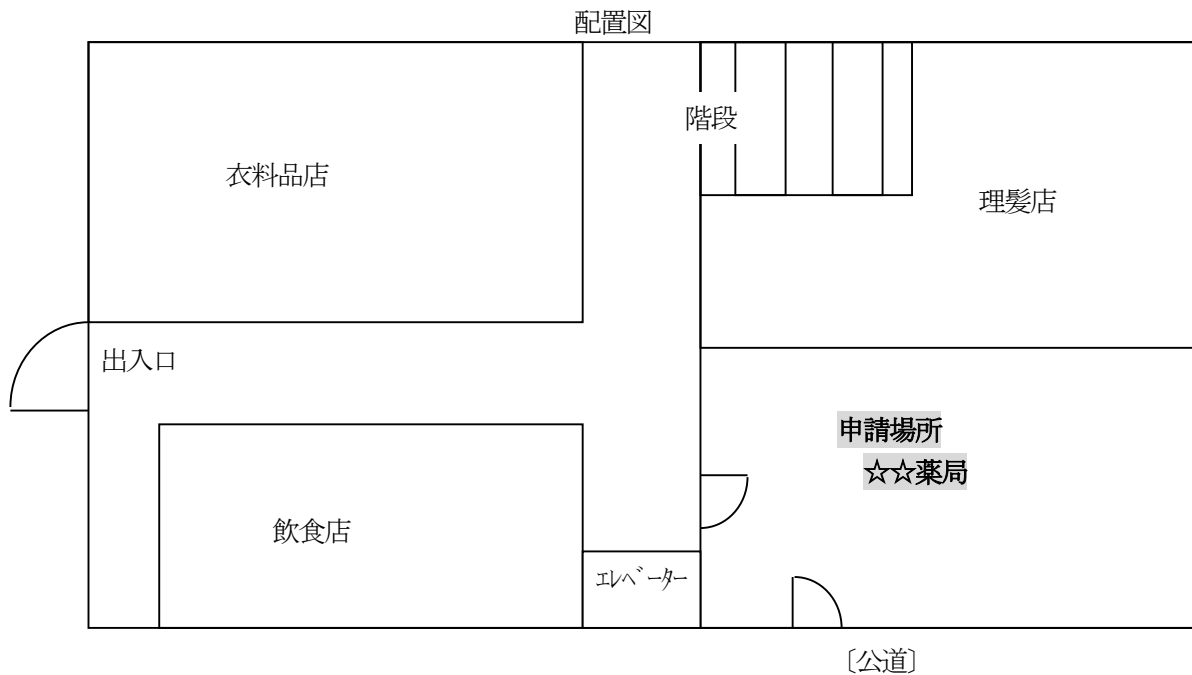 配置図
階段
衣料品店
理髪店
出入口
申請場所
☆☆薬局
飲食店
ｴﾚﾍﾞｰﾀｰ
〔公道〕